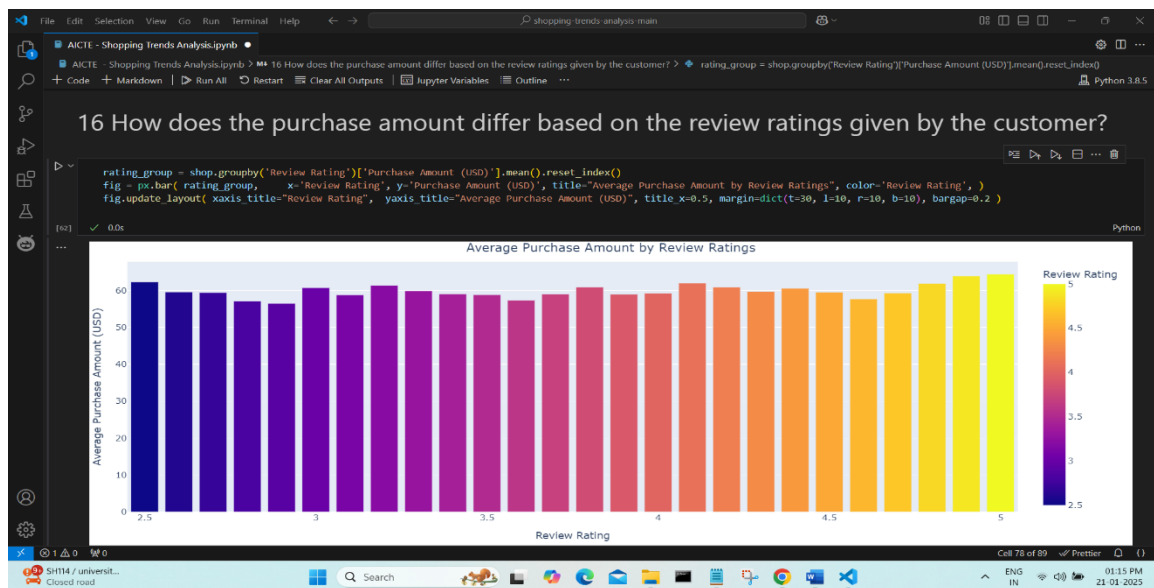 File Edit Selection View Go Run Terminal Help
shopping-trends-analysis-main
AICTE - Shopping Trends Analysis.ipynb
AICTE - Shopping Trends Analysis.ipynb > M↓ 16 How does the purchase amount differ based on the review ratings given by the customer? > rating_group = shop.groupby('Review Rating')['Purchase Amount (USD)'].mean().reset_index()
+ Code + Markdown | Run All Restart Clear All Outputs | Jupyter Variables Outline ...
Python 3.8.5
16 How does the purchase amount differ based on the review ratings given by the customer?
rating_group = shop.groupby('Review Rating')['Purchase Amount (USD)'].mean().reset_index()
fig = px.bar( rating_group, x='Review Rating', y='Purchase Amount (USD)', title="Average Purchase Amount by Review Ratings", color='Review Rating', )
fig.update_layout( xaxis_title="Review Rating", yaxis_title="Average Purchase Amount (USD)", title_x=0.5, margin=dict(t=30, l=10, r=10, b=10), bargap=0.2 )
[62] ✓ 0.0s
Python
Average Purchase Amount by Review Ratings
Average Purchase Amount (USD)
60
50
40
30
20
10
0
2.5 3 3.5 4 4.5 5
Review Rating
Review Rating
5
4.5
4
3.5
3
2.5
1 0 0
Cell 78 of 89 Prettier
SH114 / universit...
Closed road
Search
ENG
IN
01:15 PM
21-01-2025